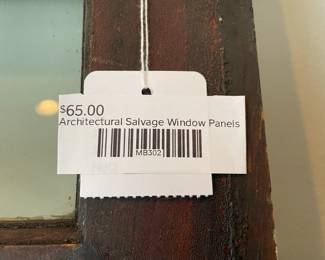 $65.00
Architectural Salvage Window Panels
MB302